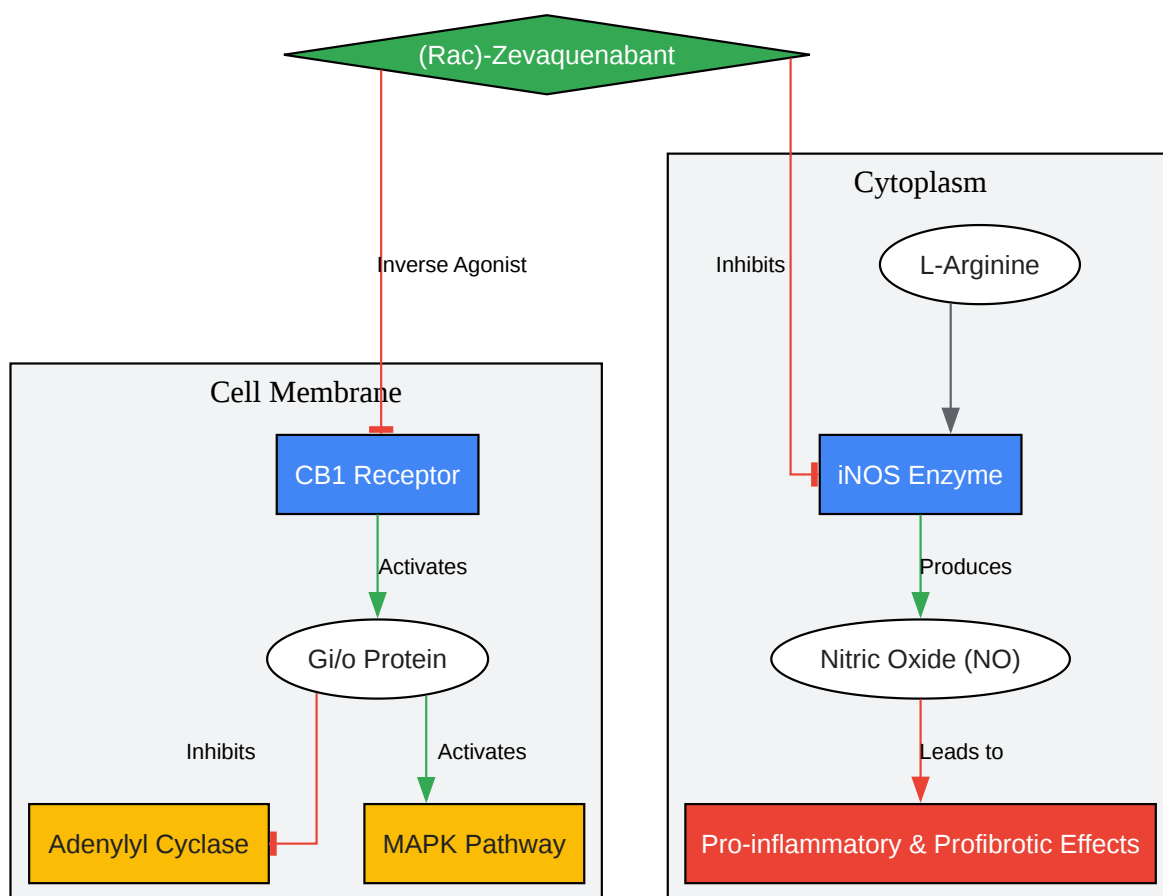 (Rac)-Zevaquenabant
Cytoplasm
Inverse Agonist
Inhibits
L-Arginine
Cell Membrane
CB1 Receptor
iNOS Enzyme
Activates
Produces
Gi/o Protein
Nitric Oxide (NO)
Inhibits
Activates
Leads to
Adenylyl Cyclase
MAPK Pathway
Pro-inflammatory & Profibrotic Effects